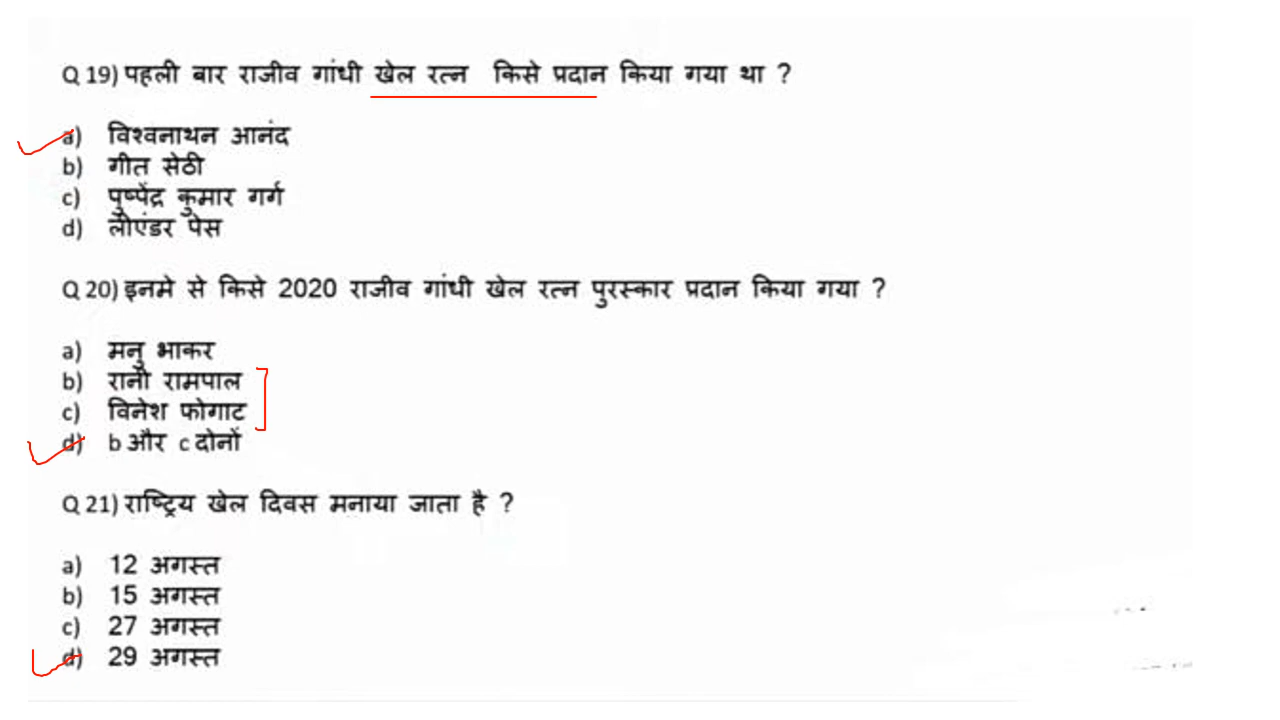 Q 19) पहली बार राजीव गांधी खेल रत्न किसे प्रदान किया गया था ?
a) विश्वनाथन आनंद
b) गीत सेठी
c) पुष्पेंद्र कुमार गर्ग
d) लीएंडर पेस
Q 20) इनमे से किसे 2020 राजीव गांधी खेल रत्न पुरस्कार प्रदान किया गया ?
a) मनु भाकर
b) रानी रामपाल
c) विनेश फोगाट
d) b और c दोनों
Q 21) राष्ट्रिय खेल दिवस मनाया जाता है ?
a) 12 अगस्त
b) 15 अगस्त
c) 27 अगस्त
d) 29 अगस्त